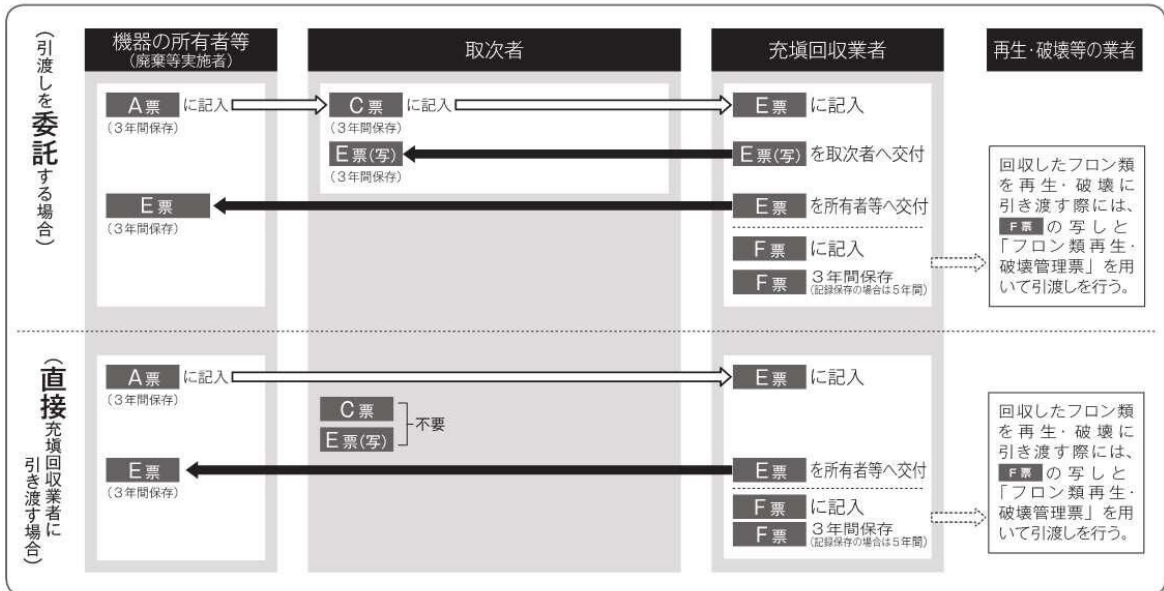 機器の所有者等
(廃棄等実施者)
取次者
充塡回収業者
再生・破壊等の業者
(引渡しを委託する場合)
A票 に記入
(3年間保存)
C票 に記入
(3年間保存)
E票 に記入
E票(写)
(3年間保存)
E票(写) を取次者へ交付
E票
(3年間保存)
E票 を所有者等へ交付
F票 に記入
F票 3年間保存
(記録保存の場合は5年間)
回収したフロン類
を再生・破壊に
引き渡す際には、
F票 の写しと
「フロン類再生・
破壊管理票」を用
いて引渡しを行う。
(直接充塡回収業者に
引き渡す場合)
A票 に記入
(3年間保存)
E票 に記入
C票
E票(写)
不要
E票
(3年間保存)
E票 を所有者等へ交付
F票 に記入
F票 3年間保存
(記録保存の場合は5年間)
回収したフロン類
を再生・破壊に
引き渡す際には、
F票 の写しと
「フロン類再生・
破壊管理票」を用
いて引渡しを行う。